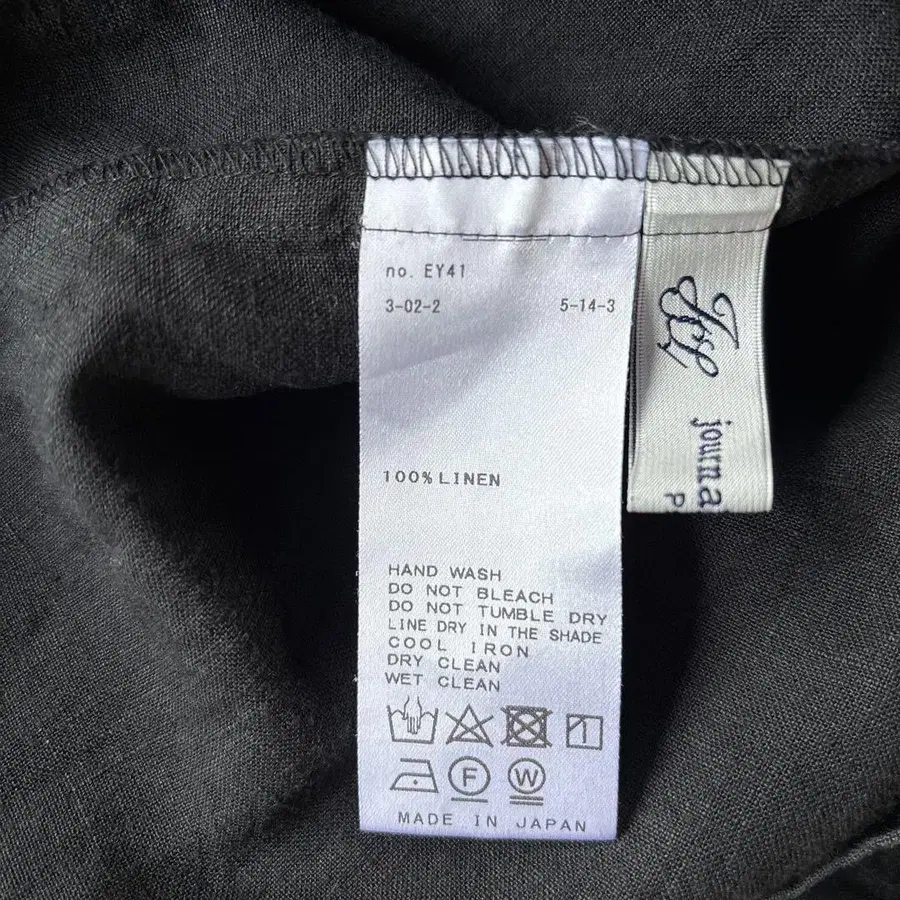 no. EY41
3-02-2 5-14-3
100% LINEN
HAND WASH
DO NOT BLEACH
DO NOT TUMBLE DRY
LINE DRY IN THE SHADE
COOL IRON
DRY CLEAN
WET CLEAN
F W
MADE IN JAPAN
journa
P